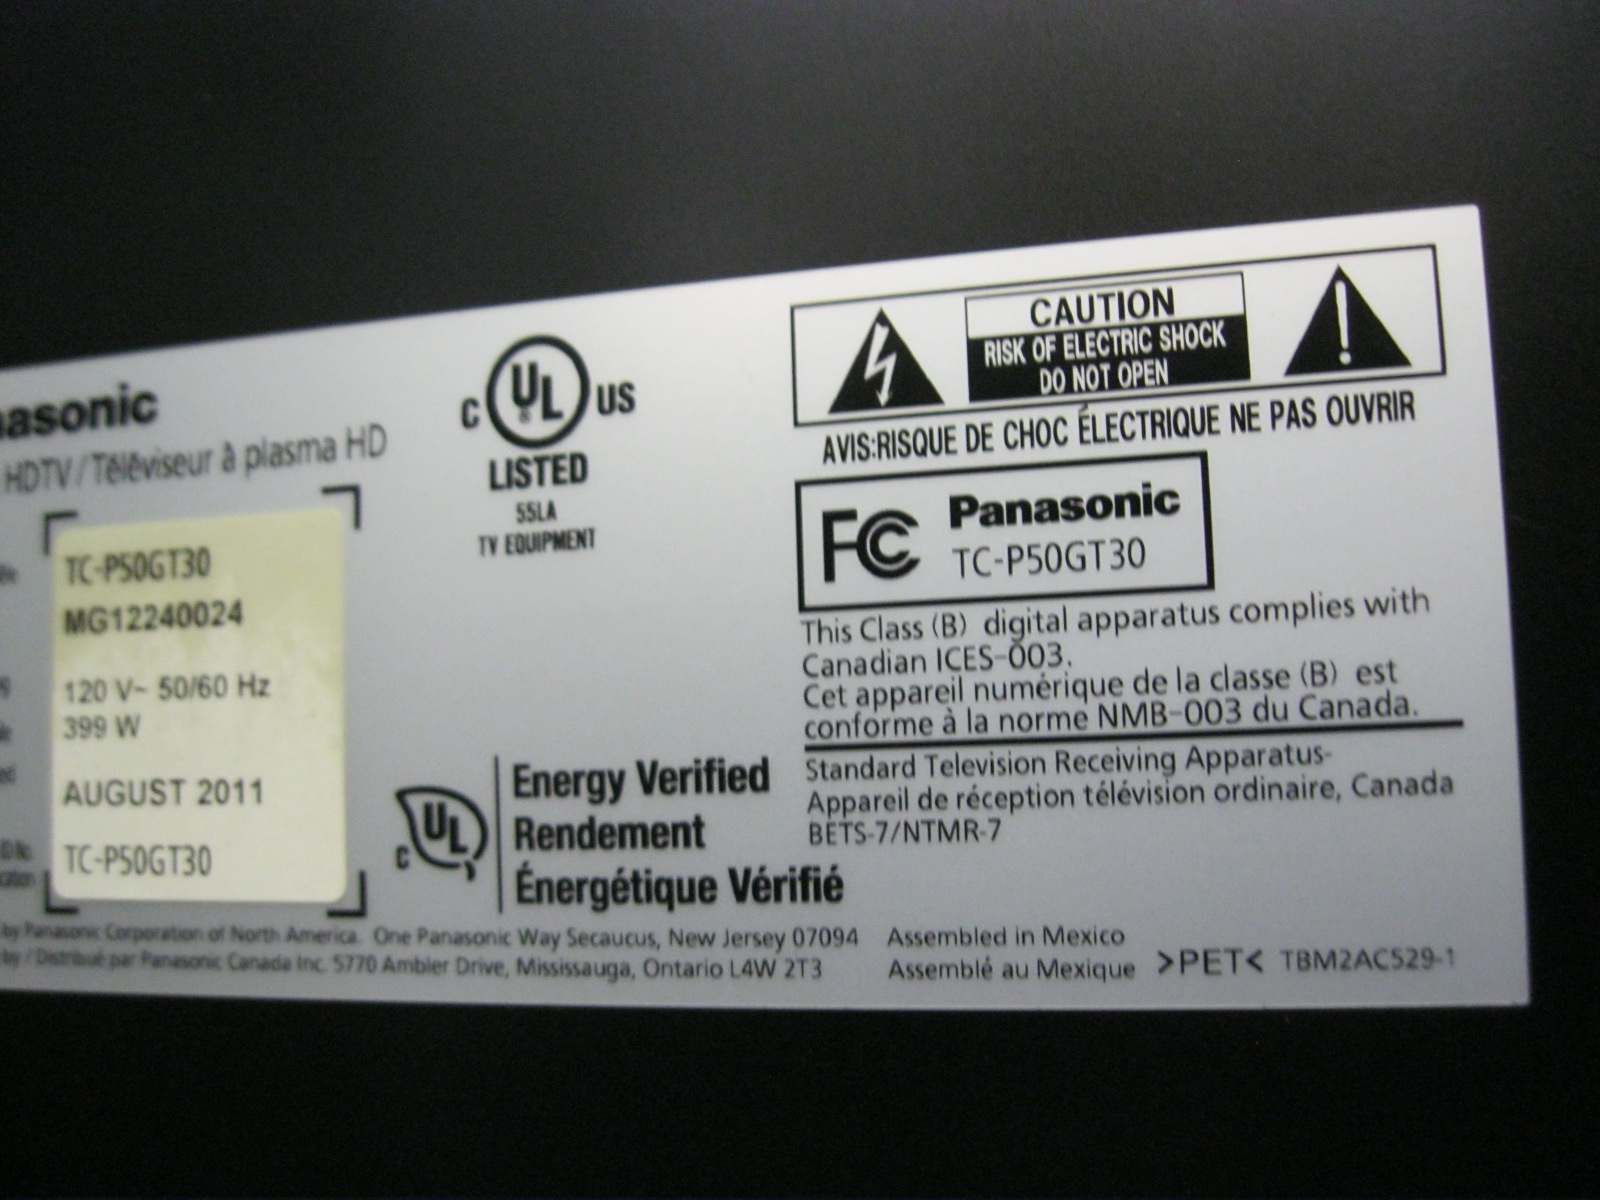 Panasonic
HDTV / Téléviseur à plasma HD
TC-P50GT30
MG12240024
120 V~ 50/60 Hz
399 W
AUGUST 2011
TC-P50GT30
C UL US
LISTED
55LA
TV EQUIPMENT
C UL
Energy Verified
Rendement
Énergétique Vérifié
CAUTION
RISK OF ELECTRIC SHOCK
DO NOT OPEN
AVIS:RISQUE DE CHOC ÉLECTRIQUE NE PAS OUVRIR
FC Panasonic
TC-P50GT30
This Class (B) digital apparatus complies with
Canadian ICES-003.
Cet appareil numérique de la classe (B) est
conforme à la norme NMB-003 du Canada.
Standard Television Receiving Apparatus-
Appareil de réception télévision ordinaire, Canada
BETS-7/NTMR-7
by Panasonic Corporation of North America. One Panasonic Way Secaucus, New Jersey 07094
by / Distribué par Panasonic Canada Inc. 5770 Ambler Drive, Mississauga, Ontario L4W 2T3
Assembled in Mexico
Assemblé au Mexique
>PET< TBM2AC529-1